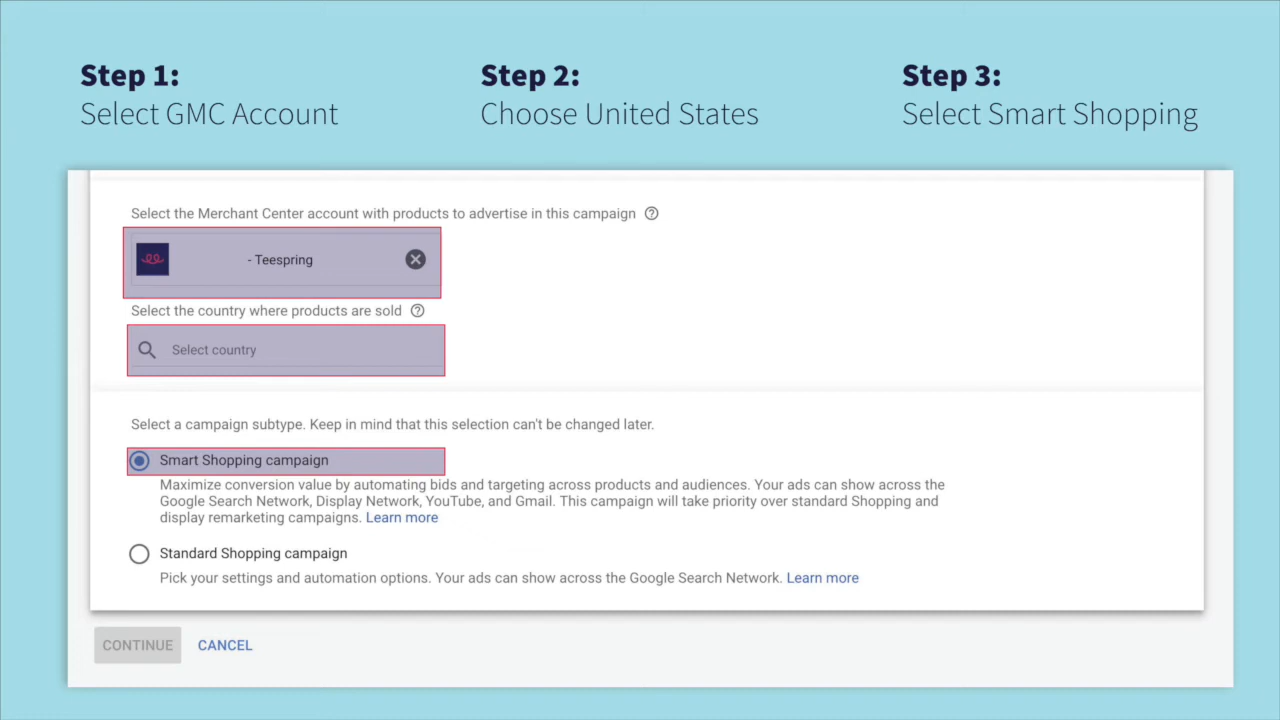 Step 1:
Select GMC Account
Step 2:
Choose United States
Step 3:
Select Smart Shopping
Select the Merchant Center account with products to advertise in this campaign ?
- Teespring
Select the country where products are sold ?
Select country
Select a campaign subtype. Keep in mind that this selection can't be changed later.
Smart Shopping campaign
Maximize conversion value by automating bids and targeting across products and audiences. Your ads can show across the
Google Search Network, Display Network, YouTube, and Gmail. This campaign will take priority over standard Shopping and
display remarketing campaigns. Learn more
Standard Shopping campaign
Pick your settings and automation options. Your ads can show across the Google Search Network. Learn more
CONTINUE CANCEL